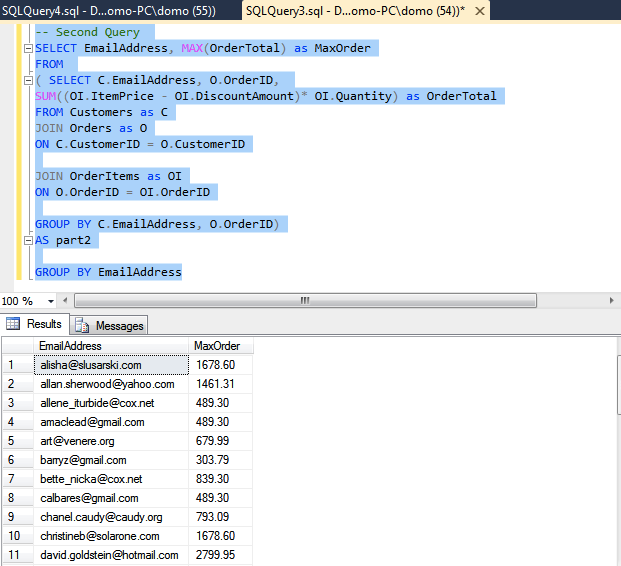 SQLQuery4.sql - D...omo-PC\domo (55)) SQLQuery3.sql - D...omo-PC\domo (54))*
-- Second Query
SELECT EmailAddress, MAX(OrderTotal) as MaxOrder
FROM
( SELECT C.EmailAddress, O.OrderID,
SUM((OI.ItemPrice - OI.DiscountAmount)* OI.Quantity) as OrderTotal
FROM Customers as C
JOIN Orders as O
ON C.CustomerID = O.CustomerID
JOIN OrderItems as OI
ON O.OrderID = OI.OrderID
GROUP BY C.EmailAddress, O.OrderID)
AS part2
GROUP BY EmailAddress
100 %
Results Messages
EmailAddress MaxOrder
1 alisha@slusarski.com 1678.60
2 allan.sherwood@yahoo.com 1461.31
3 allene_iturbide@cox.net 489.30
4 amaclead@gmail.com 489.30
5 art@venere.org 679.99
6 barryz@gmail.com 303.79
7 bette_nicka@cox.net 839.30
8 calbares@gmail.com 489.30
9 chanel.caudy@caudy.org 793.09
10 christineb@solarone.com 1678.60
11 david.goldstein@hotmail.com 2799.95